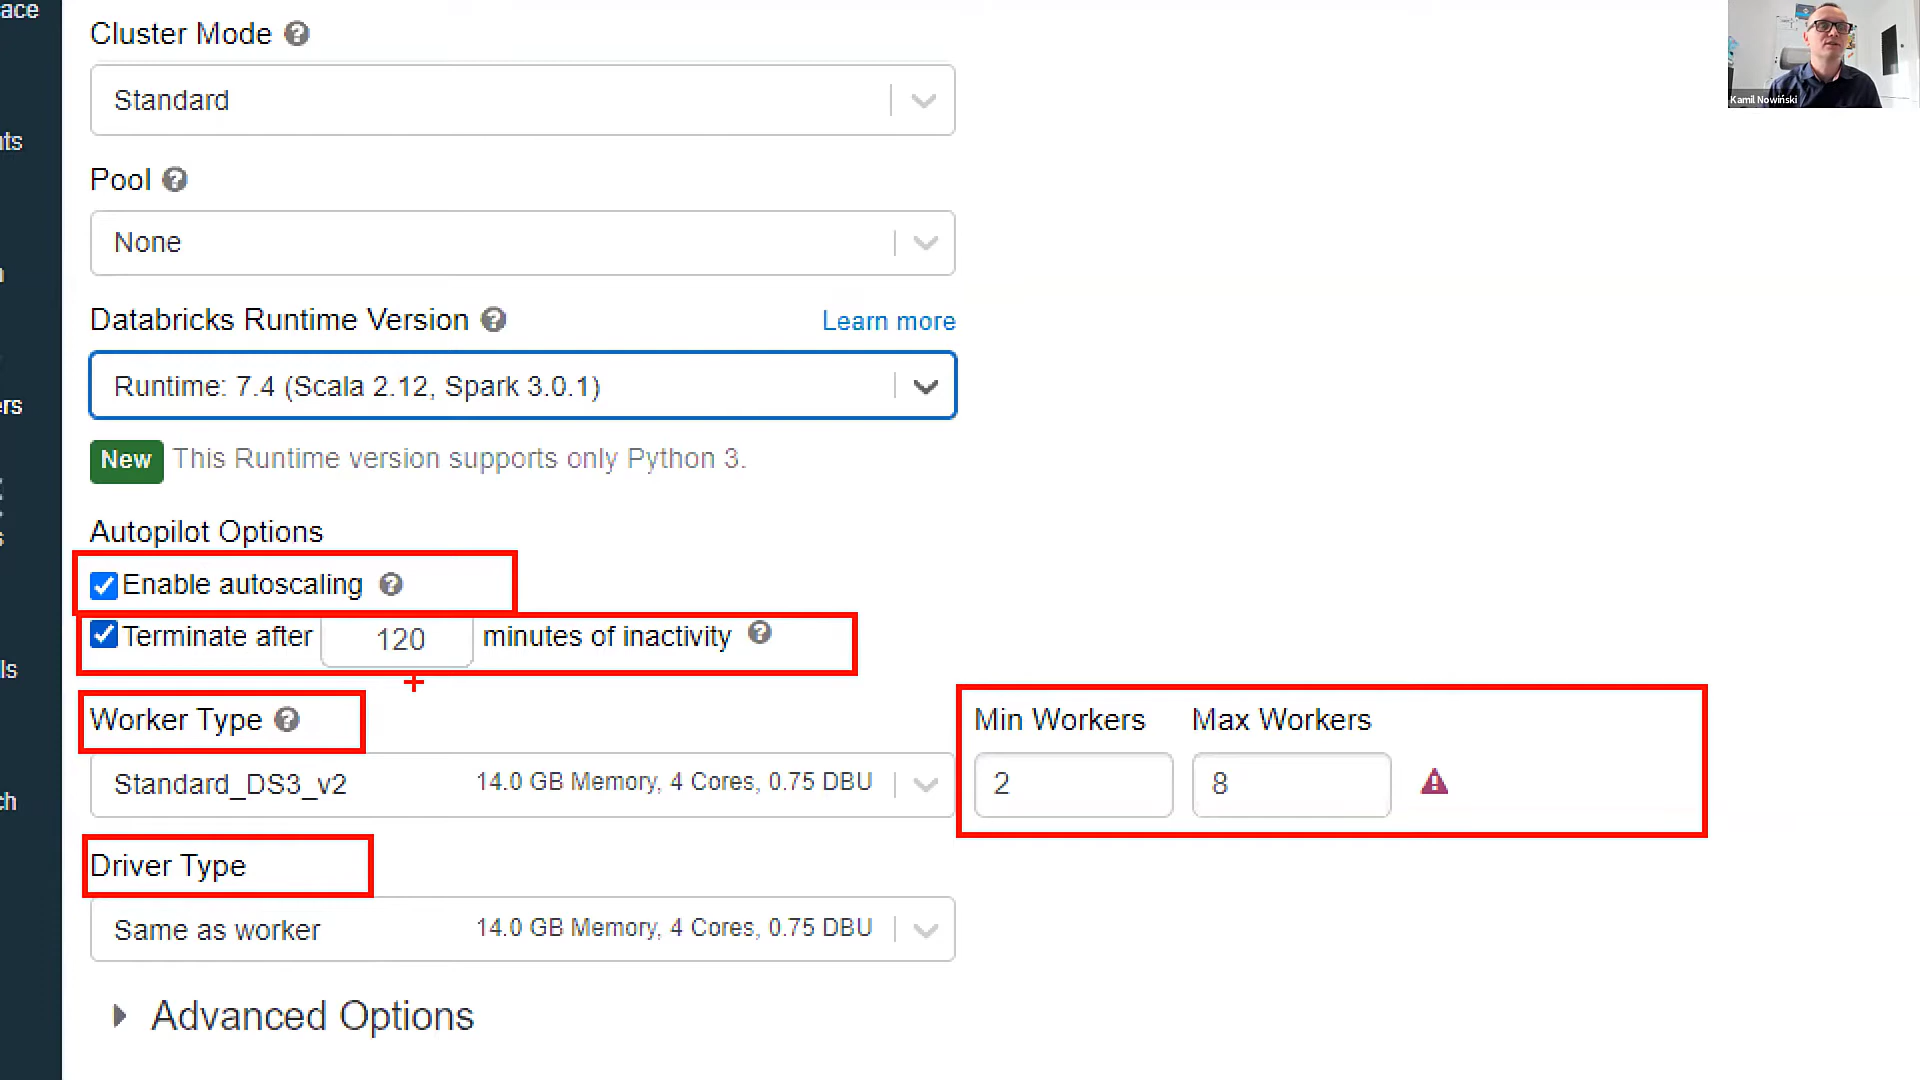 ace
Cluster Mode
Standard
Kamil Nowiński
nts
Pool
None
Databricks Runtime Version Learn more
Runtime: 7.4 (Scala 2.12, Spark 3.0.1)
ers
New This Runtime version supports only Python 3.
Autopilot Options
Enable autoscaling
Terminate after 120 minutes of inactivity
ls
Worker Type Min Workers Max Workers
Standard_DS3_v2 14.0 GB Memory, 4 Cores, 0.75 DBU 2 8
ch
Driver Type
Same as worker 14.0 GB Memory, 4 Cores, 0.75 DBU
Advanced Options